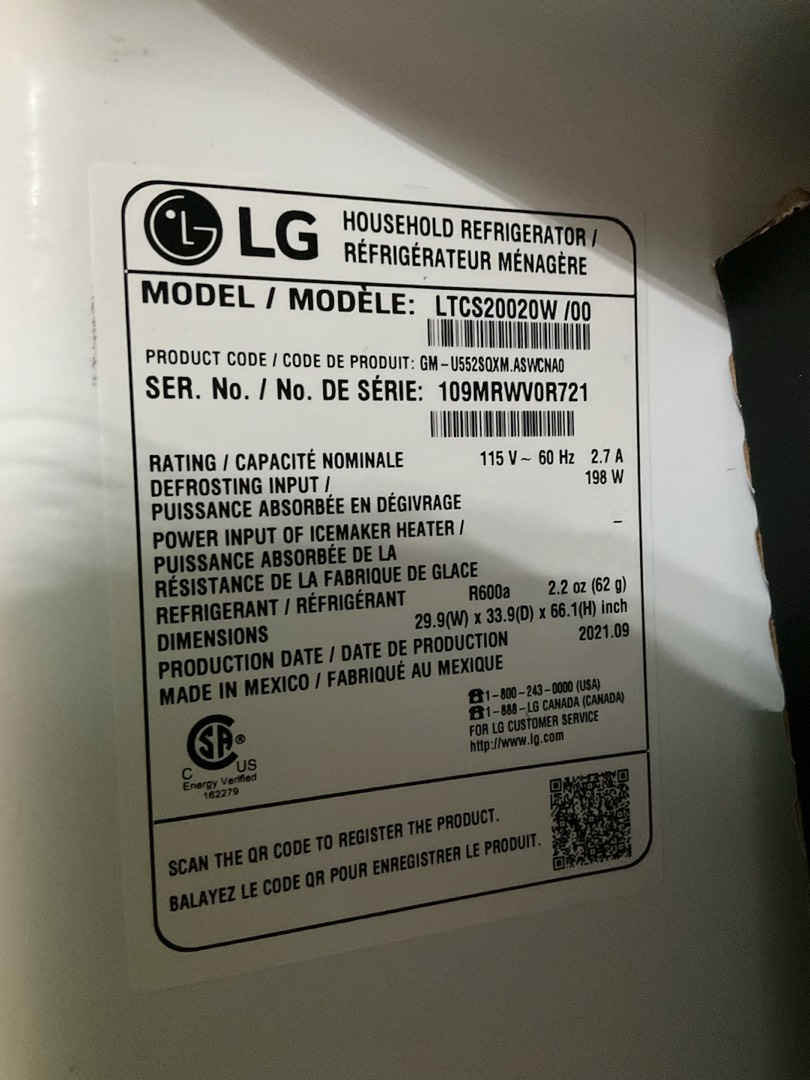 LG HOUSEHOLD REFRIGERATOR /
RÉFRIGÉRATEUR MÉNAGÈRE
MODEL / MODÈLE: LTCS20020W /00
PRODUCT CODE / CODE DE PRODUIT: GM-U552SQXM.ASWCNA0
SER. No. / No. DE SÉRIE: 109MRWV0R721
RATING / CAPACITÉ NOMINALE 115 V~ 60 Hz 2.7 A
DEFROSTING INPUT / 198 W
PUISSANCE ABSORBÉE EN DÉGIVRAGE
POWER INPUT OF ICEMAKER HEATER / –
PUISSANCE ABSORBÉE DE LA
RÉSISTANCE DE LA FABRIQUE DE GLACE
REFRIGERANT / RÉFRIGÉRANT R600a 2.2 oz (62 g)
DIMENSIONS 29.9(W) x 33.9(D) x 66.1(H) inch
PRODUCTION DATE / DATE DE PRODUCTION 2021.09
MADE IN MEXICO / FABRIQUÉ AU MEXIQUE
☎1-800-243-0000 (USA)
☎1-888-LG CANADA (CANADA)
FOR LG CUSTOMER SERVICE
http://www.lg.com
SA ®
C US
Energy Verified
162279
SCAN THE QR CODE TO REGISTER THE PRODUCT.
BALAYEZ LE CODE QR POUR ENREGISTRER LE PRODUIT.